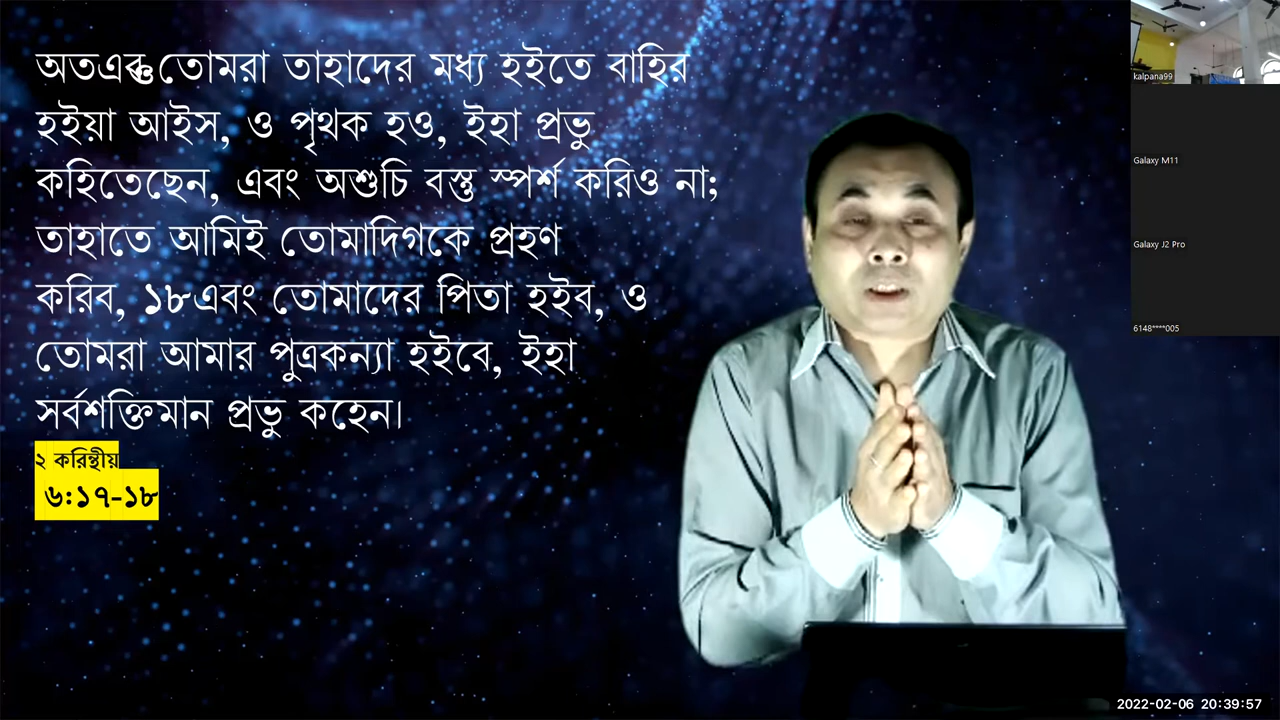 অতএব তোমরা তাহাদের মধ্য হইতে বাহির
হইয়া আইস, ও পৃথক হও, ইহা প্রভু
কহিতেছেন, এবং অশুচি বস্তু স্পর্শ করিও না;
তাহাতে আমিই তোমাদিগকে প্রহণ
করিব, ১৮এবং তোমাদের পিতা হইব, ও
তোমরা আমার পুত্রকন্যা হইবে, ইহা
সর্বশক্তিমান প্রভু কহেন।
২ করিন্থীয়
৬:১৭-১৮
kalpana99
Galaxy M11
Galaxy J2 Pro
6148****005
2022-02-06 20:39:57